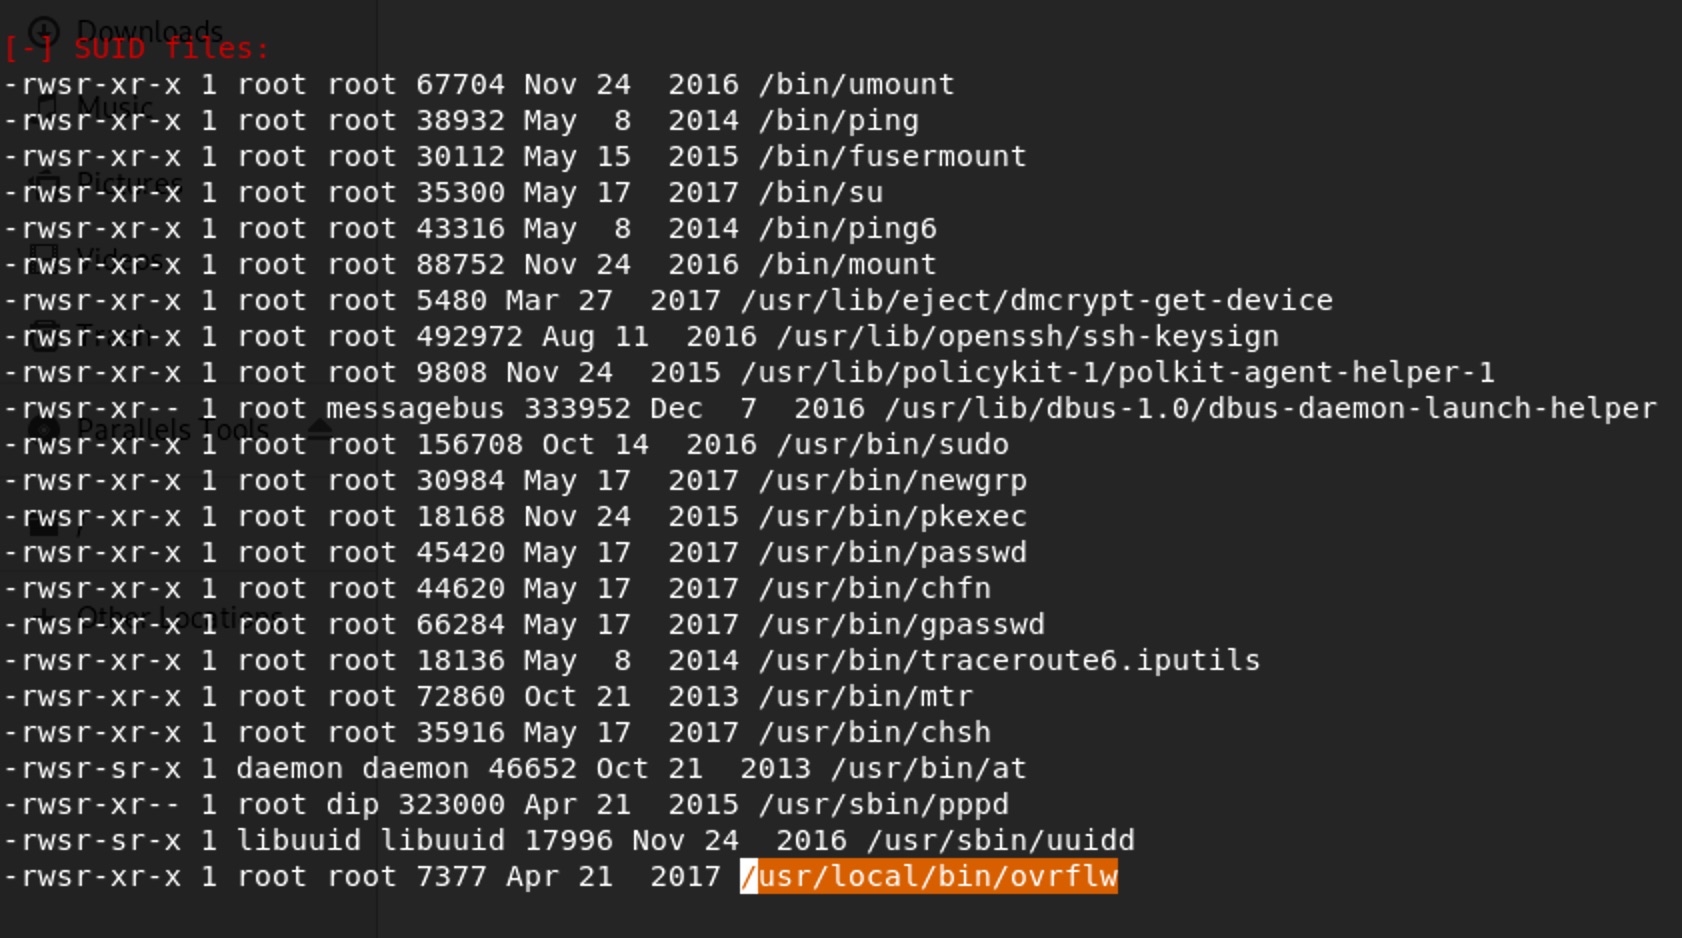 Downloads
[-] SUID files:
-rwsr-xr-x 1 root root 67704 Nov 24  2016 /bin/umount
Music
-rwsr-xr-x 1 root root 38932 May  8  2014 /bin/ping
-rwsr-xr-x 1 root root 30112 May 15  2015 /bin/fusermount
Pictures
-rwsr-xr-x 1 root root 35300 May 17  2017 /bin/su
-rwsr-xr-x 1 root root 43316 May  8  2014 /bin/ping6
Videos
-rwsr-xr-x 1 root root 88752 Nov 24  2016 /bin/mount
-rwsr-xr-x 1 root root 5480 Mar 27  2017 /usr/lib/eject/dmcrypt-get-device
Trash
-rwsr-xr-x 1 root root 492972 Aug 11  2016 /usr/lib/openssh/ssh-keysign
-rwsr-xr-x 1 root root 9808 Nov 24  2015 /usr/lib/policykit-1/polkit-agent-helper-1
-rwsr-xr-- 1 root messagebus 333952 Dec  7  2016 /usr/lib/dbus-1.0/dbus-daemon-launch-helper
Parallels Tools
-rwsr-xr-x 1 root root 156708 Oct 14  2016 /usr/bin/sudo
-rwsr-xr-x 1 root root 30984 May 17  2017 /usr/bin/newgrp
-rwsr-xr-x 1 root root 18168 Nov 24  2015 /usr/bin/pkexec
/
-rwsr-xr-x 1 root root 45420 May 17  2017 /usr/bin/passwd
-rwsr-xr-x 1 root root 44620 May 17  2017 /usr/bin/chfn
Other Locations
-rwsr-xr-x 1 root root 66284 May 17  2017 /usr/bin/gpasswd
-rwsr-xr-x 1 root root 18136 May  8  2014 /usr/bin/traceroute6.iputils
-rwsr-xr-x 1 root root 72860 Oct 21  2013 /usr/bin/mtr
-rwsr-xr-x 1 root root 35916 May 17  2017 /usr/bin/chsh
-rwsr-sr-x 1 daemon daemon 46652 Oct 21  2013 /usr/bin/at
-rwsr-xr-- 1 root dip 323000 Apr 21  2015 /usr/sbin/pppd
-rwsr-sr-x 1 libuuid libuuid 17996 Nov 24  2016 /usr/sbin/uuidd
-rwsr-xr-x 1 root root 7377 Apr 21  2017 /usr/local/bin/ovrflw